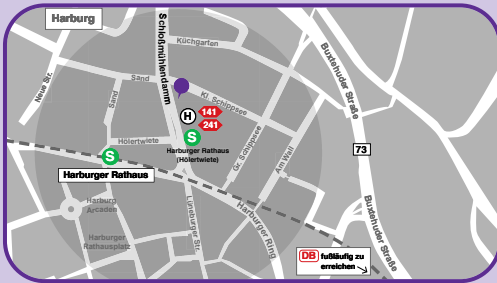 Harburg
Schloßmühlendamm
Küchgarten
Neue Str.
Sand
Sand
Kl. Schippsee
Buxtehuder Straße
H
141
241
S
Harburger Rathaus
(Hölertwiete)
Hölertwiete
S
Harburger Rathaus
Gr. Schippsee
Am Wall
73
Harburg
Arcaden
Lüneburger Str.
Harburger Ring
Harburger
Rathausplatz
Buxtehuder Straße
DB fußläufig zu
erreichen